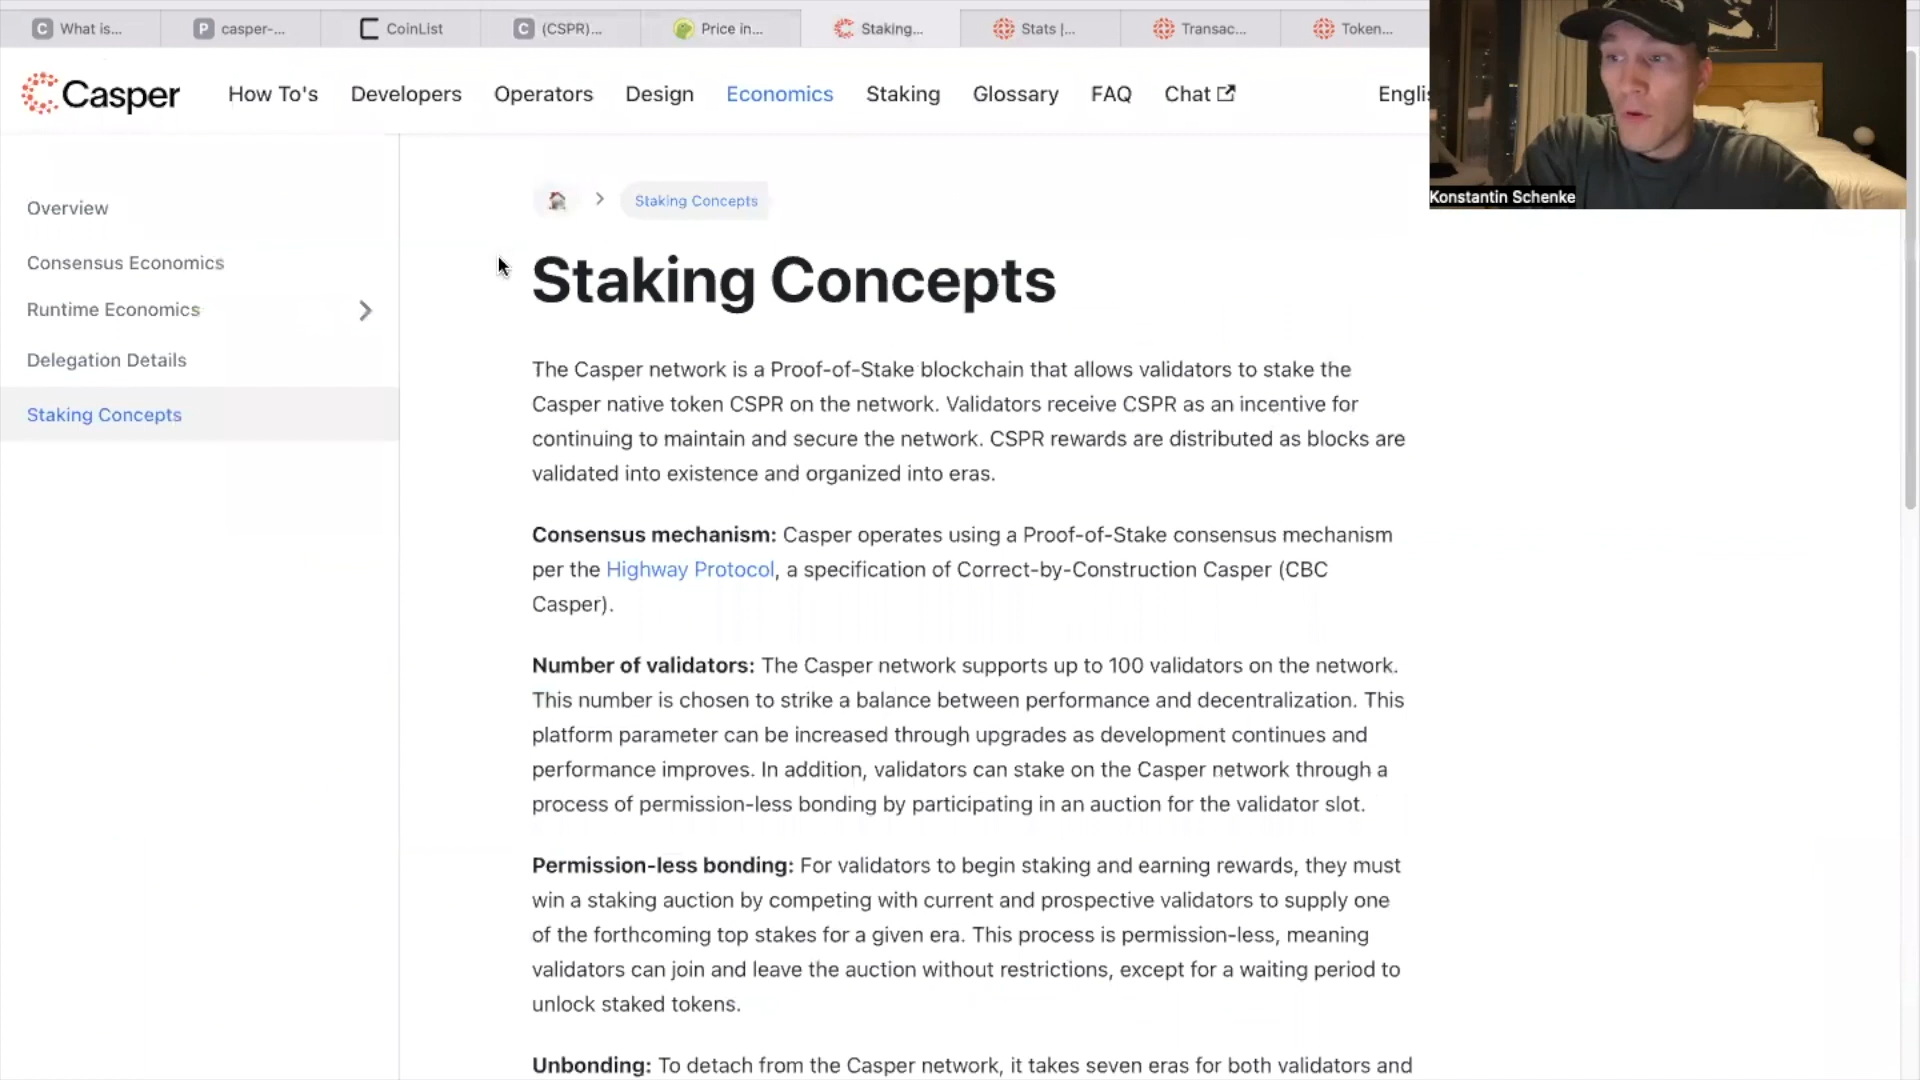 What is...
casper-...
CoinList
(CSPR)...
Price in...
Staking...
Stats |...
Transac...
Token...
Casper
How To's
Developers
Operators
Design
Economics
Staking
Glossary
FAQ
Chat
Englis
Konstantin Schenke
Overview
Consensus Economics
Runtime Economics
Delegation Details
Staking Concepts
Staking Concepts
Staking Concepts
The Casper network is a Proof-of-Stake blockchain that allows validators to stake the
Casper native token CSPR on the network. Validators receive CSPR as an incentive for
continuing to maintain and secure the network. CSPR rewards are distributed as blocks are
validated into existence and organized into eras.
Consensus mechanism: Casper operates using a Proof-of-Stake consensus mechanism
per the Highway Protocol, a specification of Correct-by-Construction Casper (CBC
Casper).
Number of validators: The Casper network supports up to 100 validators on the network.
This number is chosen to strike a balance between performance and decentralization. This
platform parameter can be increased through upgrades as development continues and
performance improves. In addition, validators can stake on the Casper network through a
process of permission-less bonding by participating in an auction for the validator slot.
Permission-less bonding: For validators to begin staking and earning rewards, they must
win a staking auction by competing with current and prospective validators to supply one
of the forthcoming top stakes for a given era. This process is permission-less, meaning
validators can join and leave the auction without restrictions, except for a waiting period to
unlock staked tokens.
Unbonding: To detach from the Casper network, it takes seven eras for both validators and